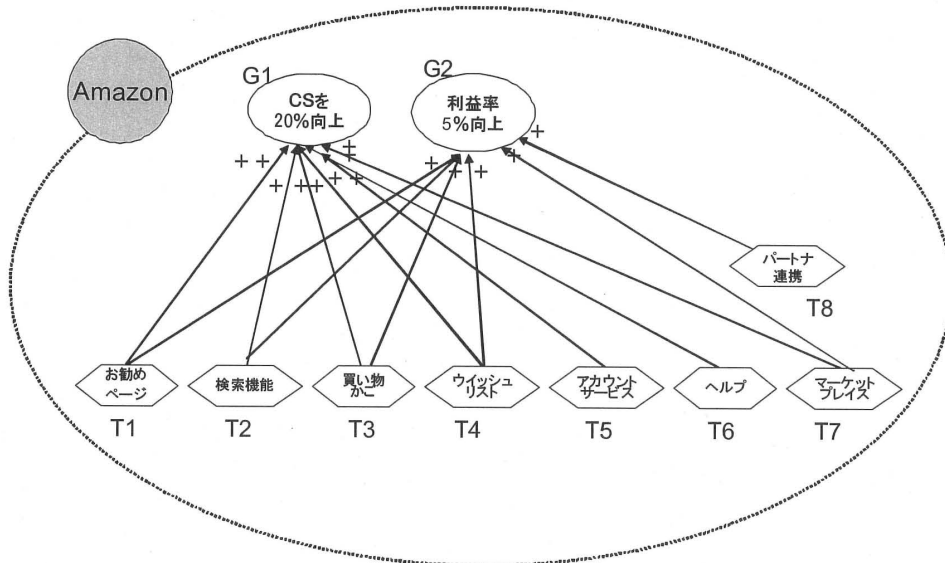 Amazon
G1
G2
CSを
20%向上
利益率
5%向上
+
+ +
+
+
+ ++
+ +
+
+
+
+
パートナ
連携
T8
お勧め
ページ
検索機能
買い物
かご
ウイッシュ
リスト
アカウント
サービス
ヘルプ
マーケット
プレイス
T1
T2
T3
T4
T5
T6
T7